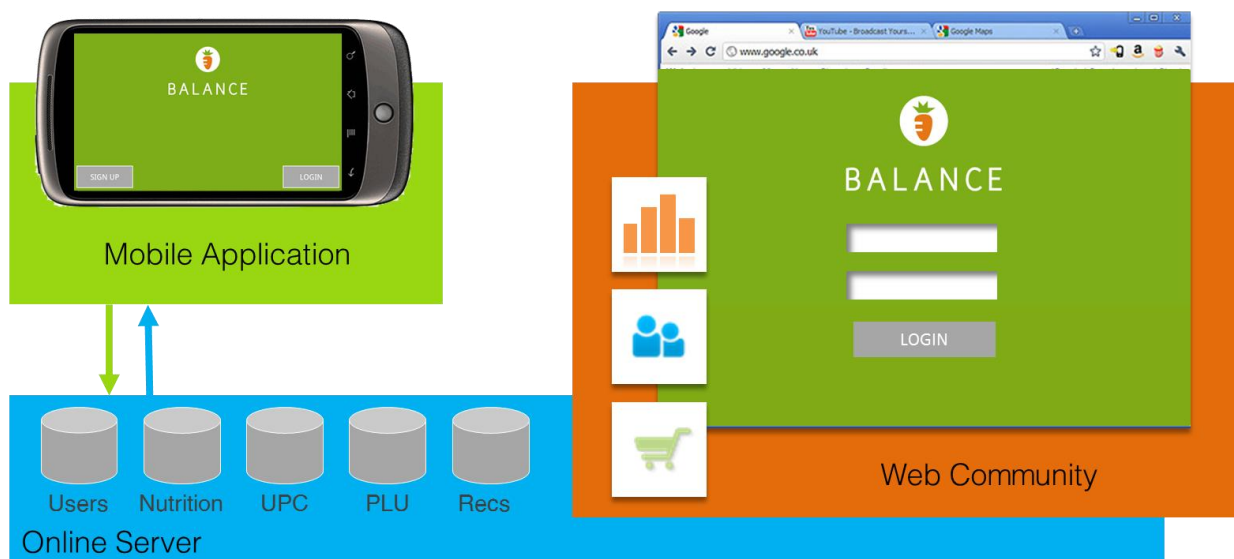 BALANCE
SIGN UP
LOGIN
Mobile Application
Users
Nutrition
UPC
PLU
Recs
Online Server
Google
YouTube - Broadcast Yours...
Google Maps
www.google.co.uk
BALANCE
LOGIN
Web Community